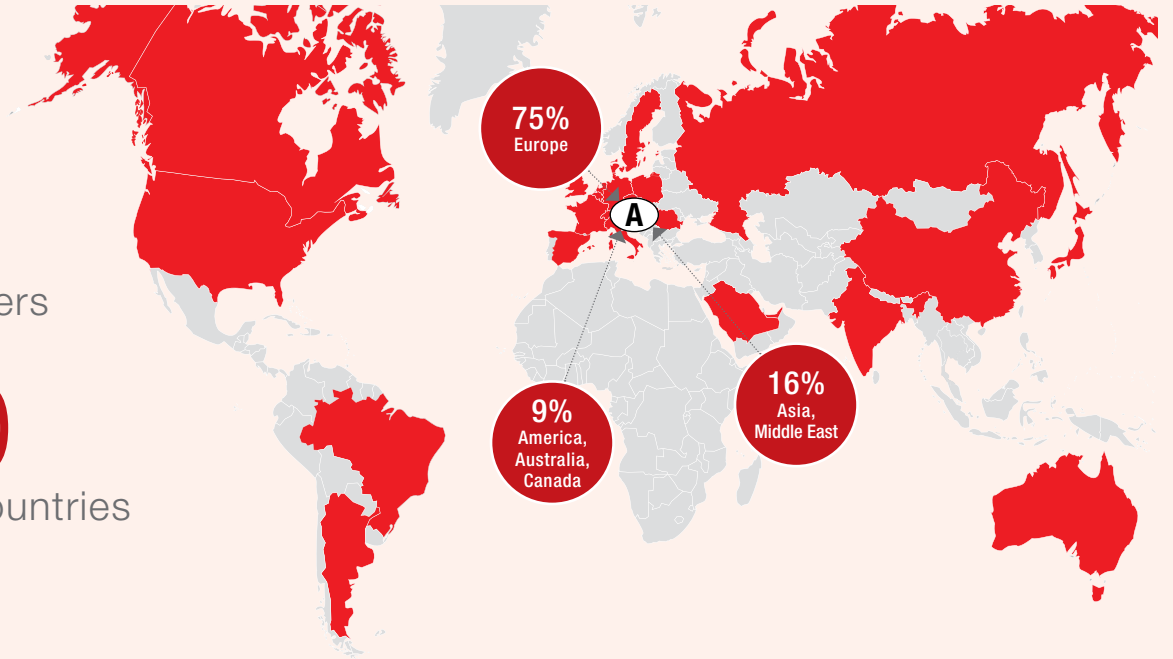 75%
Europe
A
ers
9%
America,
Australia,
Canada
16%
Asia,
Middle East
ountries